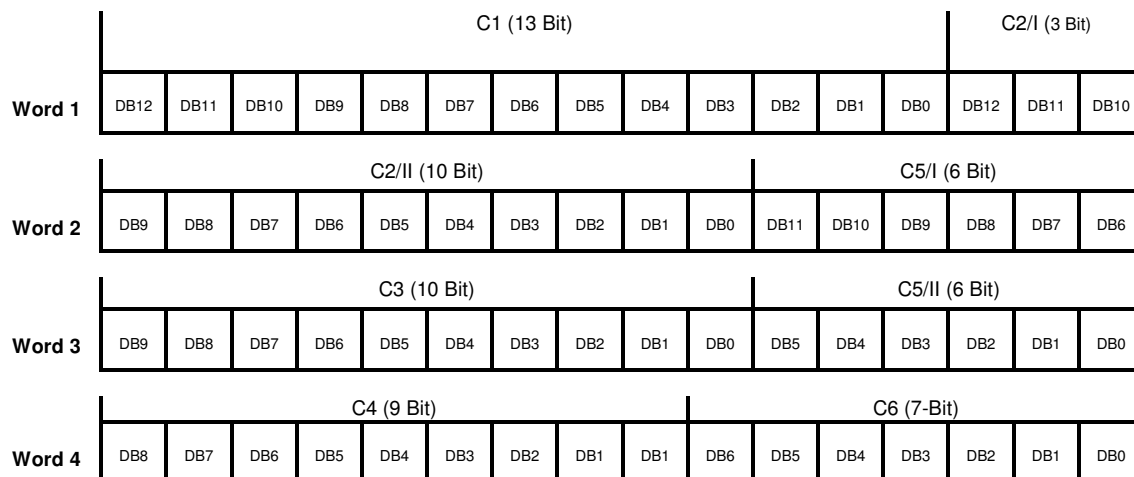 C1 (13 Bit) C2/I (3 Bit)
Word 1 DB12 DB11 DB10 DB9 DB8 DB7 DB6 DB5 DB4 DB3 DB2 DB1 DB0 DB12 DB11 DB10
C2/II (10 Bit) C5/I (6 Bit)
Word 2 DB9 DB8 DB7 DB6 DB5 DB4 DB3 DB2 DB1 DB0 DB11 DB10 DB9 DB8 DB7 DB6
C3 (10 Bit) C5/II (6 Bit)
Word 3 DB9 DB8 DB7 DB6 DB5 DB4 DB3 DB2 DB1 DB0 DB5 DB4 DB3 DB2 DB1 DB0
C4 (9 Bit) C6 (7-Bit)
Word 4 DB8 DB7 DB6 DB5 DB4 DB3 DB2 DB1 DB1 DB6 DB5 DB4 DB3 DB2 DB1 DB0